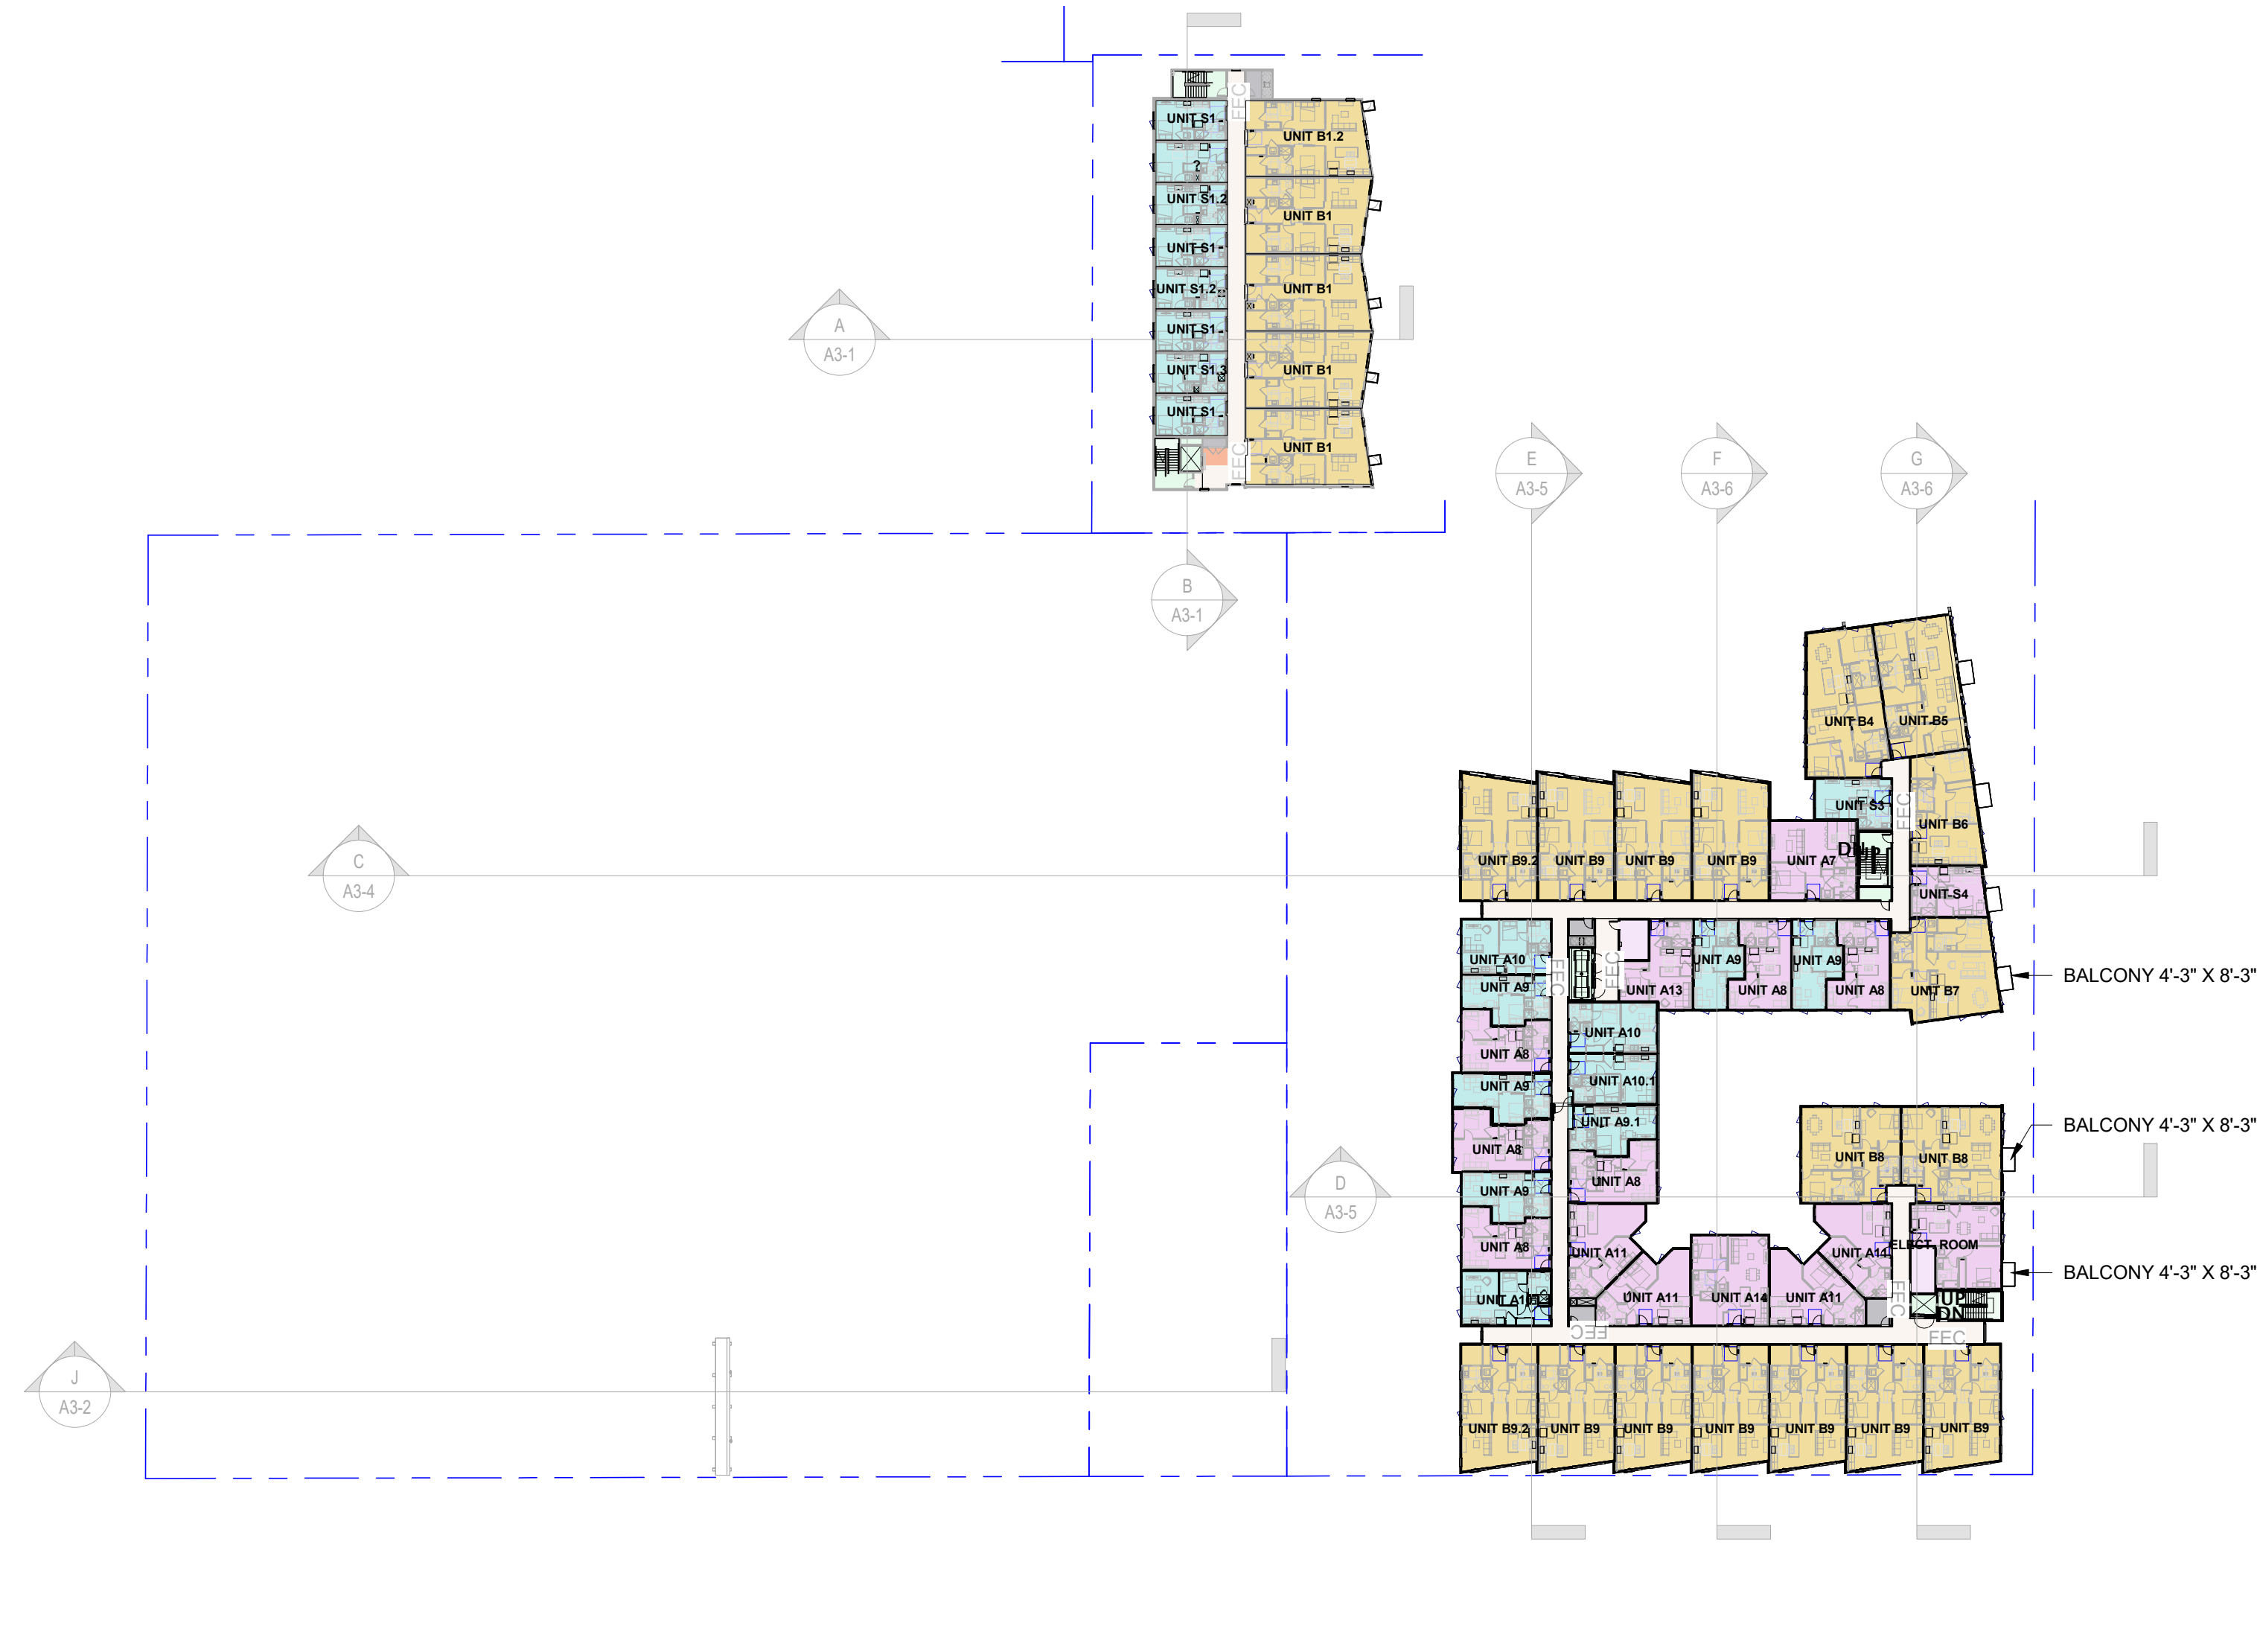 FEC
UNIT S1
UNIT B1.2
?
UNIT S1.2
UNIT B1
UNIT S1
UNIT S1.2
UNIT B1
A
A3-1
UNIT S1
UNIT S1.3
UNIT B1
UNIT S1
UNIT B1
FEC
E
A3-5
F
A3-6
G
A3-6
B
A3-1
UNIT B4
UNIT B5
UNIT S3
FEC
UNIT B6
C
A3-4
UNIT B9.2
UNIT B9
UNIT B9
UNIT B9
UNIT A7
DN
UNIT S4
UNIT A10
FEC
FEC
UNIT A9
UNIT A9
BALCONY 4'-3" X 8'-3"
UNIT A9
UNIT A13
UNIT A8
UNIT A8
UNIT B7
UNIT A10
UNIT A8
UNIT A9
UNIT A10.1
UNIT A9.1
BALCONY 4'-3" X 8'-3"
UNIT A8
UNIT B8
UNIT B8
D
A3-5
UNIT A9
UNIT A8
UNIT A8
UNIT A11
UNIT A11
ELECT. ROOM
BALCONY 4'-3" X 8'-3"
UNIT A11
UNIT A14
UNIT A11
FEC
UP
DN
FEC
FEC
J
A3-2
UNIT B9.2
UNIT B9
UNIT B9
UNIT B9
UNIT B9
UNIT B9
UNIT B9